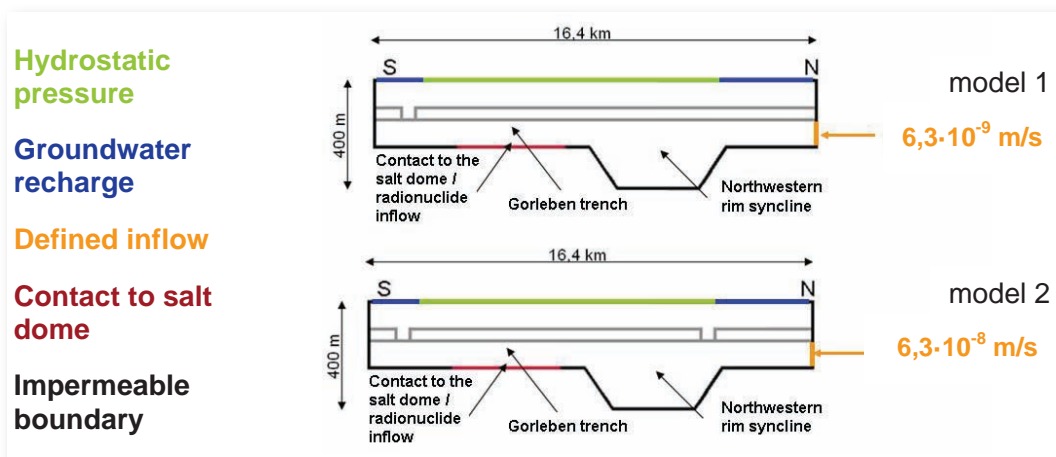 Hydrostatic
pressure
Groundwater
recharge
Defined inflow
Contact to salt
dome
Impermeable
boundary
16,4 km
S
N
400 m
Contact to the
salt dome /
radionuclide
inflow
Gorleben trench
Northwestern
rim syncline
model 1
6,3·10⁻⁹ m/s
16,4 km
S
N
400 m
Contact to the
salt dome /
radionuclide
inflow
Gorleben trench
Northwestern
rim syncline
model 2
6,3·10⁻⁸ m/s